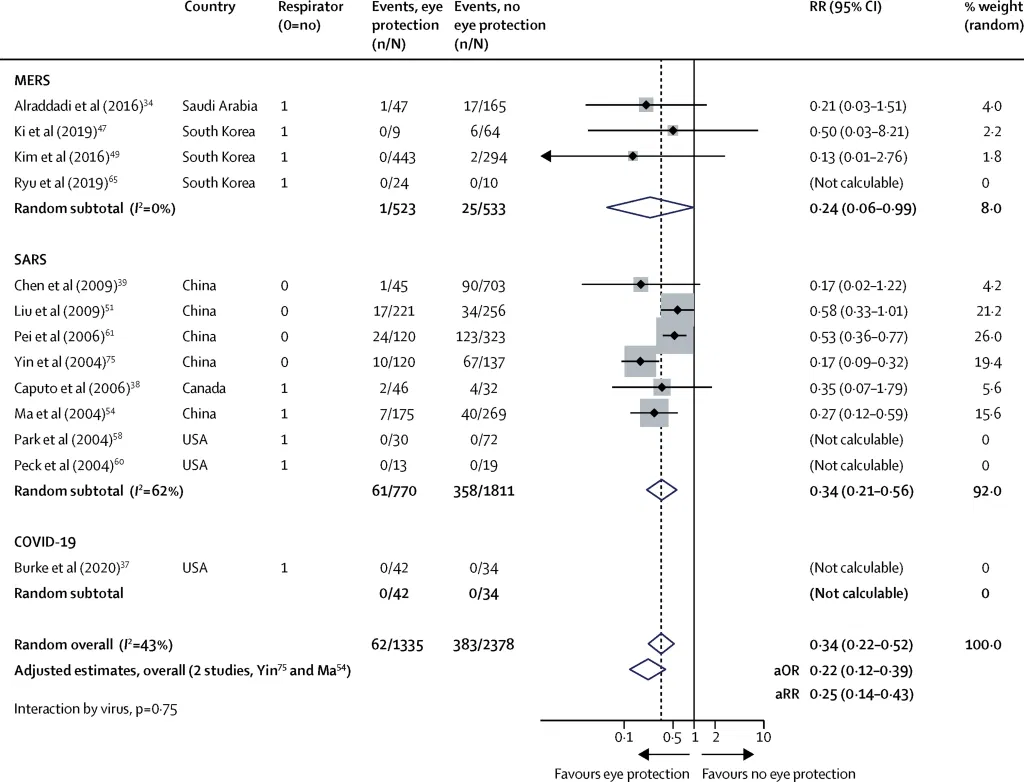 Country Respirator (0=no) Events, eye protection (n/N) Events, no eye protection (n/N) RR (95% CI) % weight (random)
MERS
Alraddadi et al (2016)³⁴ Saudi Arabia 1 1/47 17/165 0·21 (0·03–1·51) 4·0
Ki et al (2019)⁴⁷ South Korea 1 0/9 6/64 0·50 (0·03–8·21) 2·2
Kim et al (2016)⁴⁹ South Korea 1 0/443 2/294 0·13 (0·01–2·76) 1·8
Ryu et al (2019)⁶⁵ South Korea 1 0/24 0/10 (Not calculable) 0
Random subtotal (I²=0%) 1/523 25/533 0·24 (0·06–0·99) 8·0
SARS
Chen et al (2009)³⁹ China 0 1/45 90/703 0·17 (0·02–1·22) 4·2
Liu et al (2009)⁵¹ China 0 17/221 34/256 0·58 (0·33–1·01) 21·2
Pei et al (2006)⁶¹ China 0 24/120 123/323 0·53 (0·36–0·77) 26·0
Yin et al (2004)⁷⁵ China 0 10/120 67/137 0·17 (0·09–0·32) 19·4
Caputo et al (2006)³⁸ Canada 1 2/46 4/32 0·35 (0·07–1·79) 5·6
Ma et al (2004)⁵⁴ China 1 7/175 40/269 0·27 (0·12–0·59) 15·6
Park et al (2004)⁵⁸ USA 1 0/30 0/72 (Not calculable) 0
Peck et al (2004)⁶⁰ USA 1 0/13 0/19 (Not calculable) 0
Random subtotal (I²=62%) 61/770 358/1811 0·34 (0·21–0·56) 92·0
COVID-19
Burke et al (2020)³⁷ USA 1 0/42 0/34 (Not calculable) 0
Random subtotal 0/42 0/34 (Not calculable) 0
Random overall (I²=43%) 62/1335 383/2378 0·34 (0·22–0·52) 100·0
Adjusted estimates, overall (2 studies, Yin⁷⁵ and Ma⁵⁴) aOR 0·22 (0·12–0·39)
aRR 0·25 (0·14–0·43)
Interaction by virus, p=0·75
0·1 0·5 1 2 10
Favours eye protection Favours no eye protection